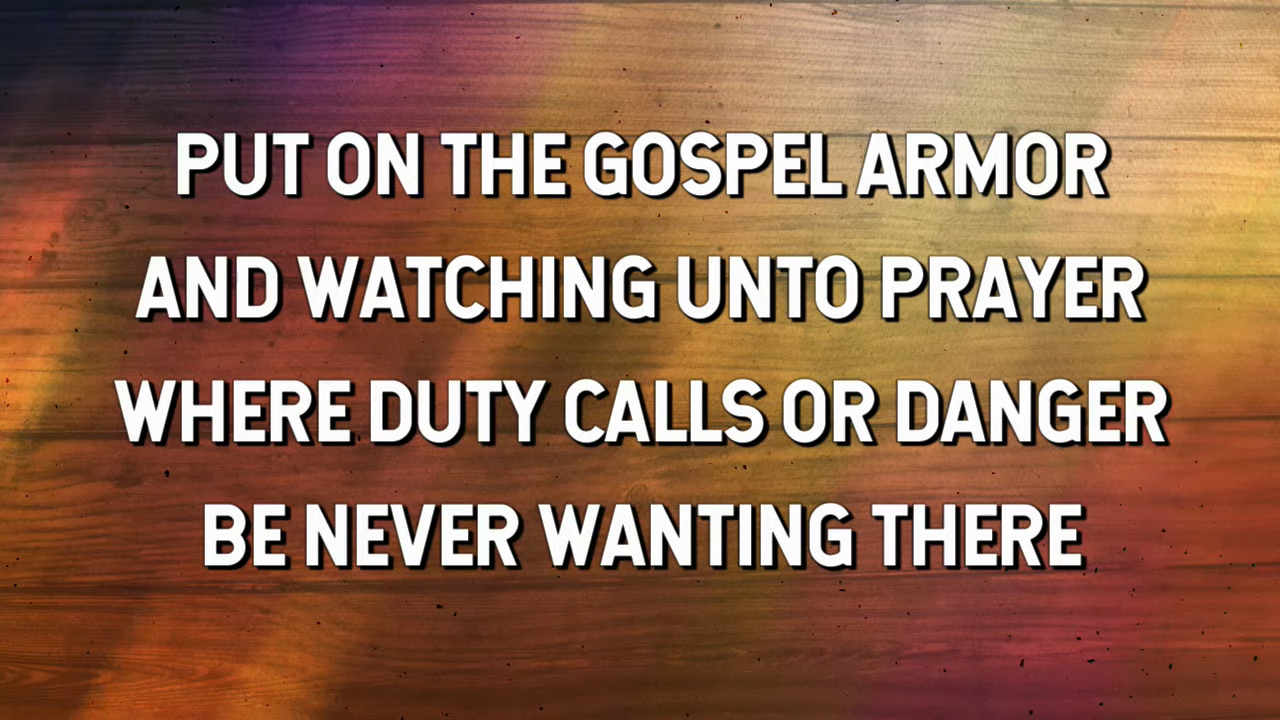 PUT ON THE GOSPEL ARMOR
AND WATCHING UNTO PRAYER
WHERE DUTY CALLS OR DANGER
BE NEVER WANTING THERE